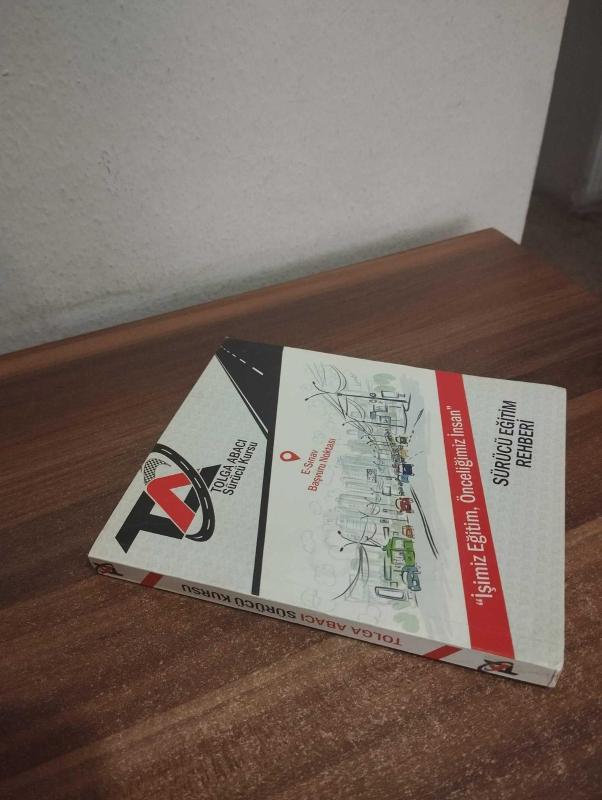 TA
TOLGA ABACI
Sürücü Kursu
E-Sınav
Başvuru Noktası
"İşimiz Eğitim, Önceliğimiz İnsan"
SÜRÜCÜ EĞİTİM
REHBERİ
TOLGA ABACI SÜRÜCÜ KURSU